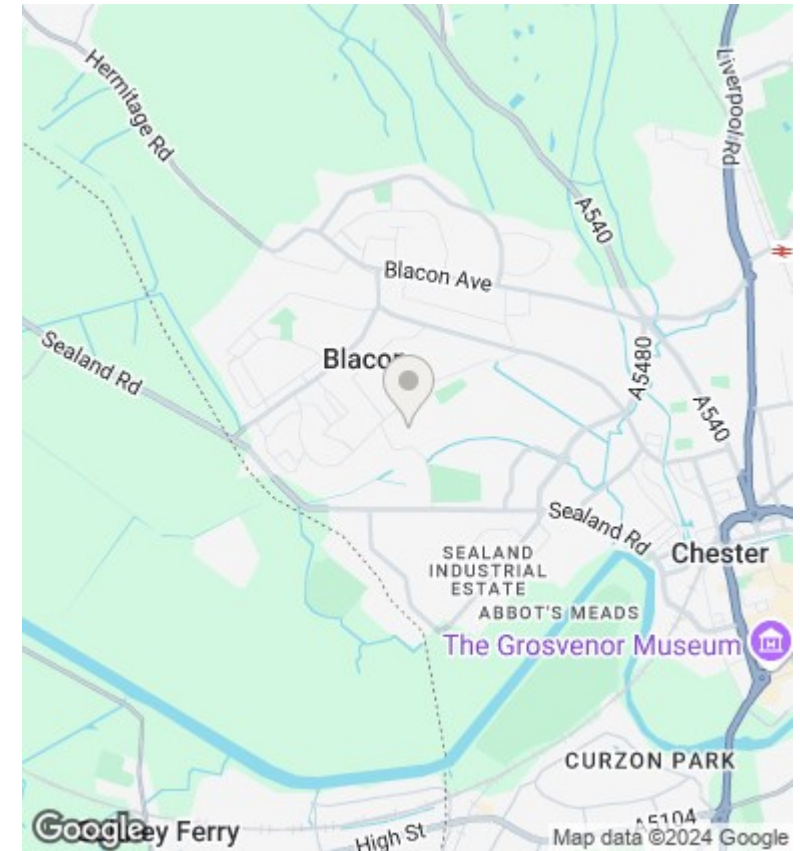 Hermitage Rd
Liverpool Rd
A540
Blacon Ave
Sealand Rd
A5480
A540
Sealand Rd
Chester
SEALAND
INDUSTRIAL
ESTATE
ABBOT'S MEADS
The Grosvenor Museum
CURZON PARK
A5104
Google
Ferry
High St
Map data ©2024 Google